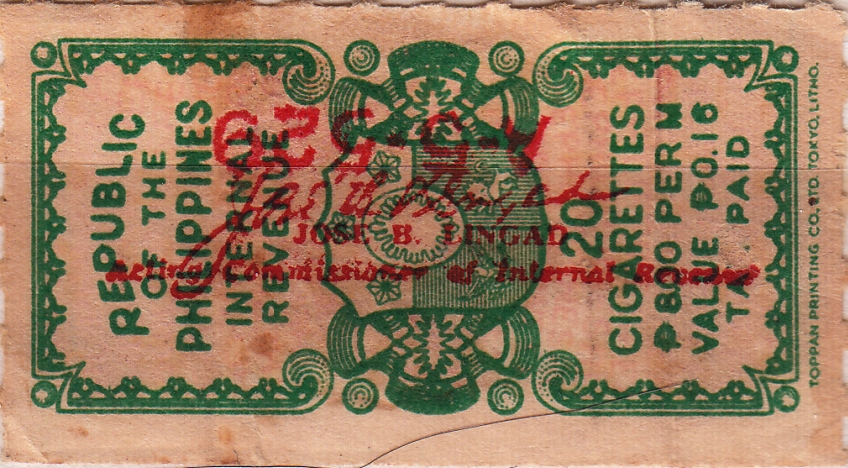 REPUBLIC
OF THE
PHILIPPINES
INTERNAL
REVENUE
JOSE B. LINGAD
Acting Commissioner of Internal Revenue
20
CIGARETTES
₱8.00 PER M
VALUE ₱0.16
TAX PAID
TOPPAN PRINTING CO. LTD. TOKYO, LITHO.